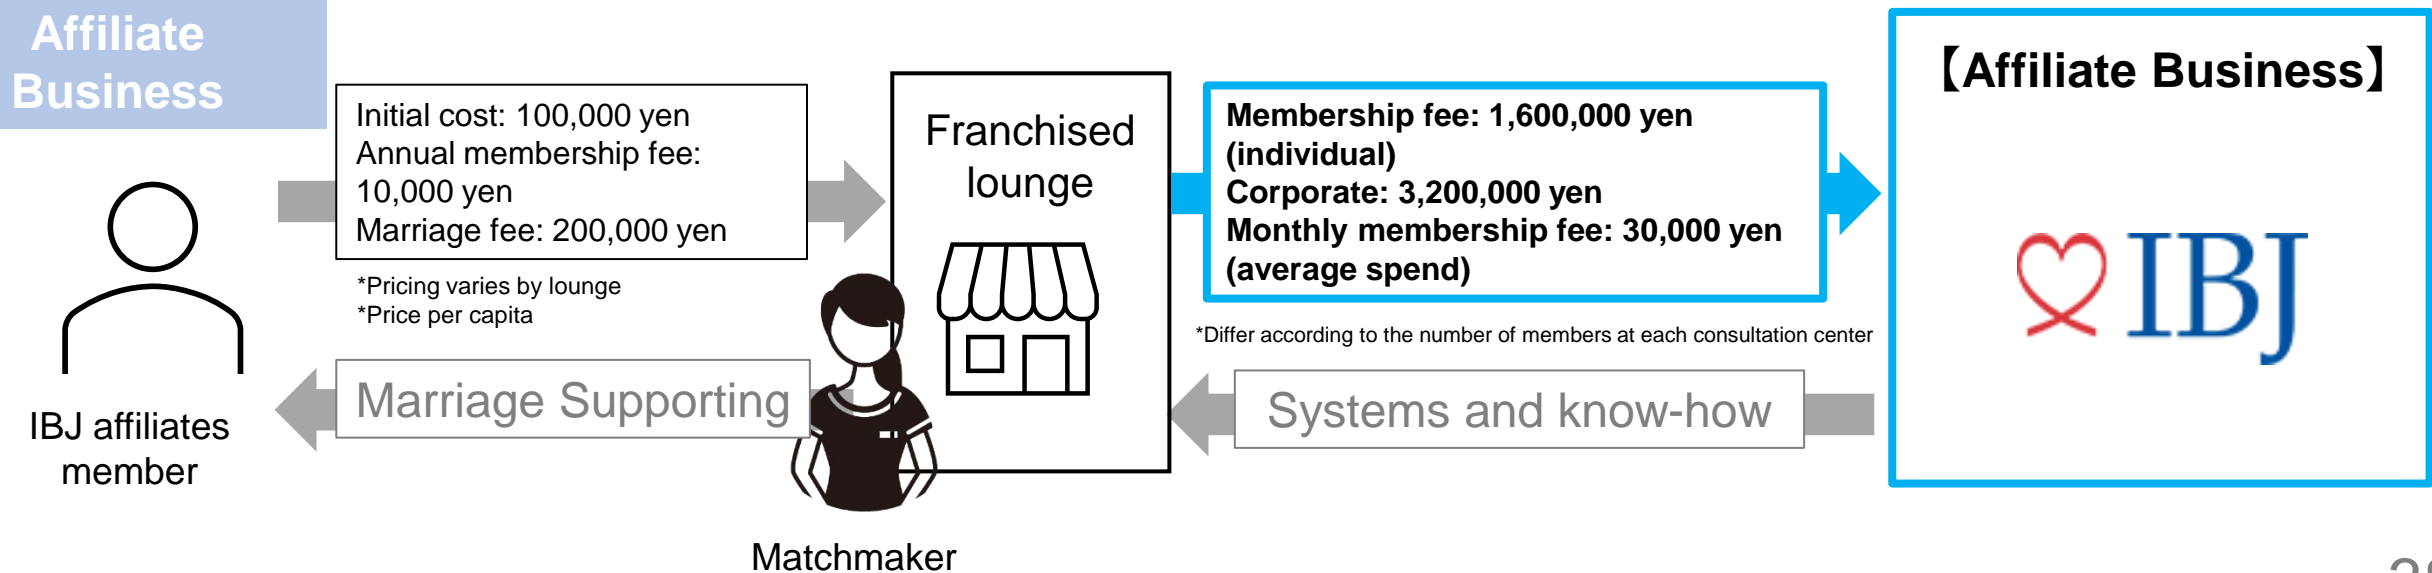 Affiliate
Business
Initial cost: 100,000 yen
Annual membership fee:
10,000 yen
Marriage fee: 200,000 yen
*Pricing varies by lounge
*Price per capita
Franchised
lounge
Membership fee: 1,600,000 yen
(individual)
Corporate: 3,200,000 yen
Monthly membership fee: 30,000 yen
(average spend)
*Differ according to the number of members at each consultation center
【Affiliate Business】
IBJ
Marriage Supporting
Systems and know-how
IBJ affiliates
member
Matchmaker